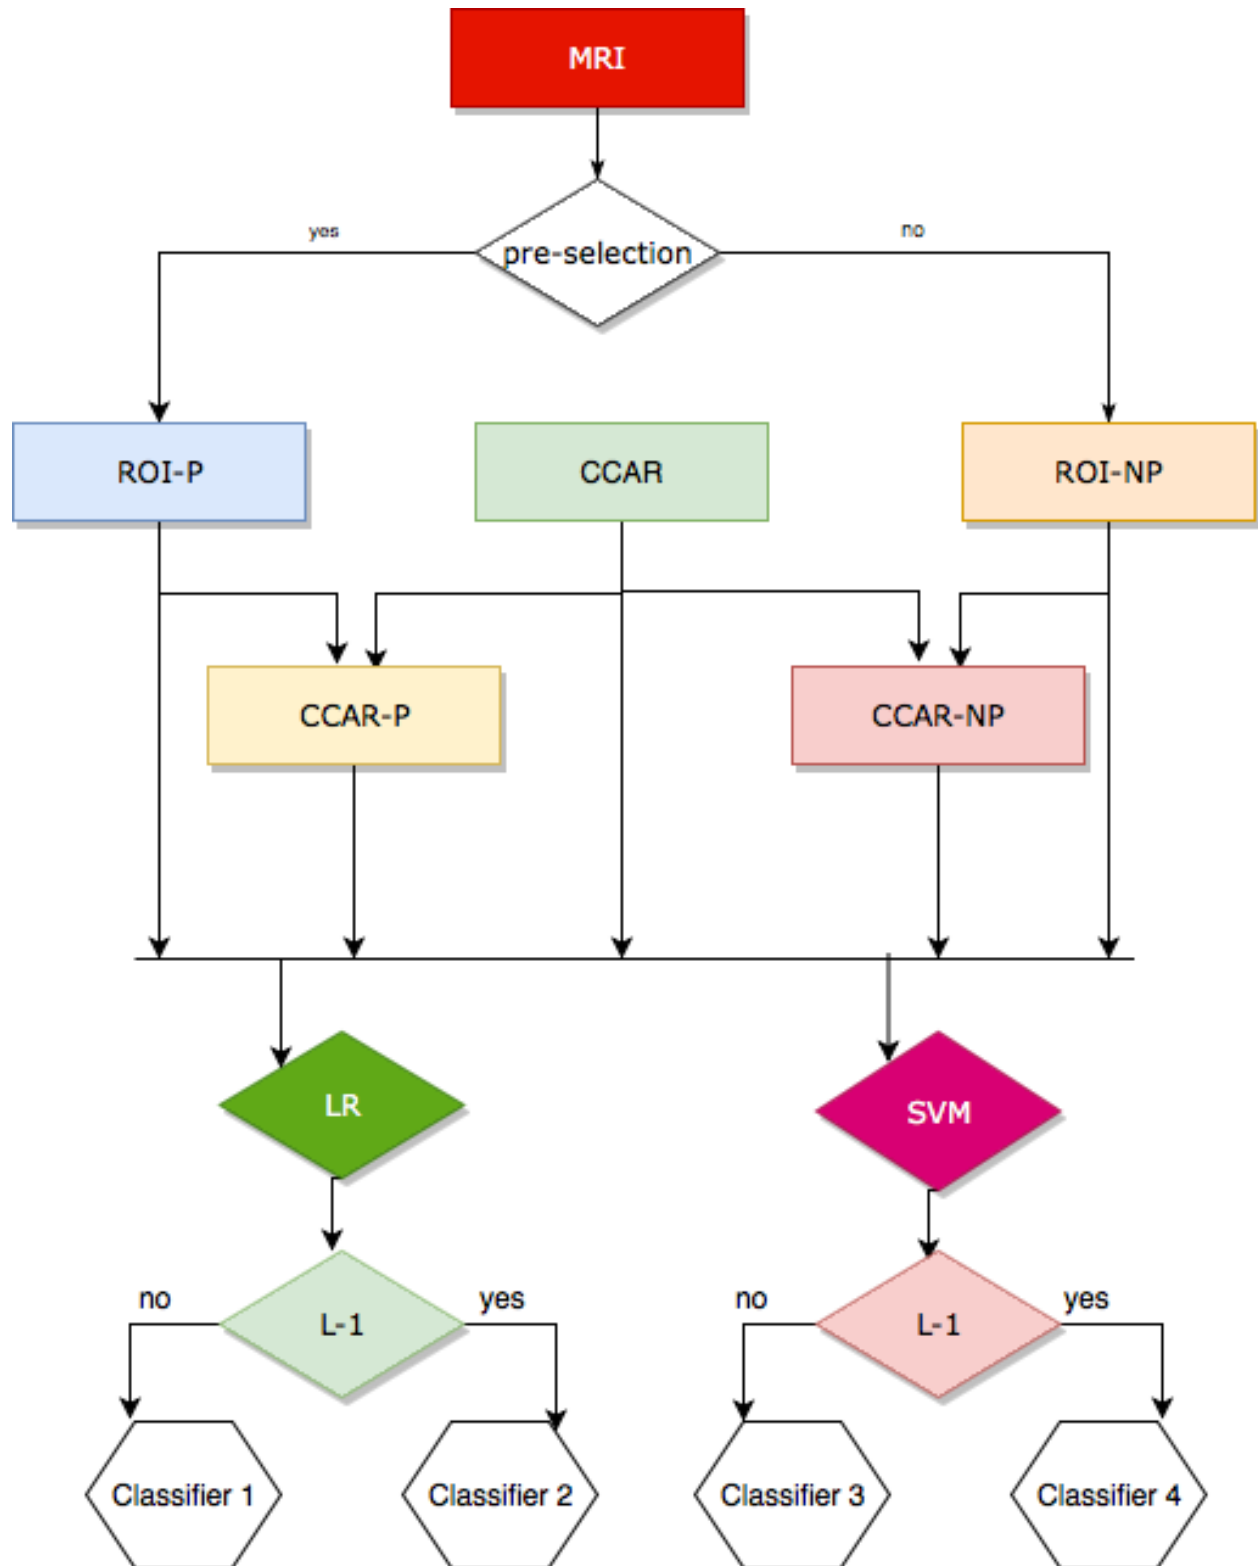 MRI
yes
no
pre-selection
ROI-P
CCAR
ROI-NP
CCAR-P
CCAR-NP
LR
SVM
no
yes
no
yes
L-1
L-1
Classifier 1
Classifier 2
Classifier 3
Classifier 4